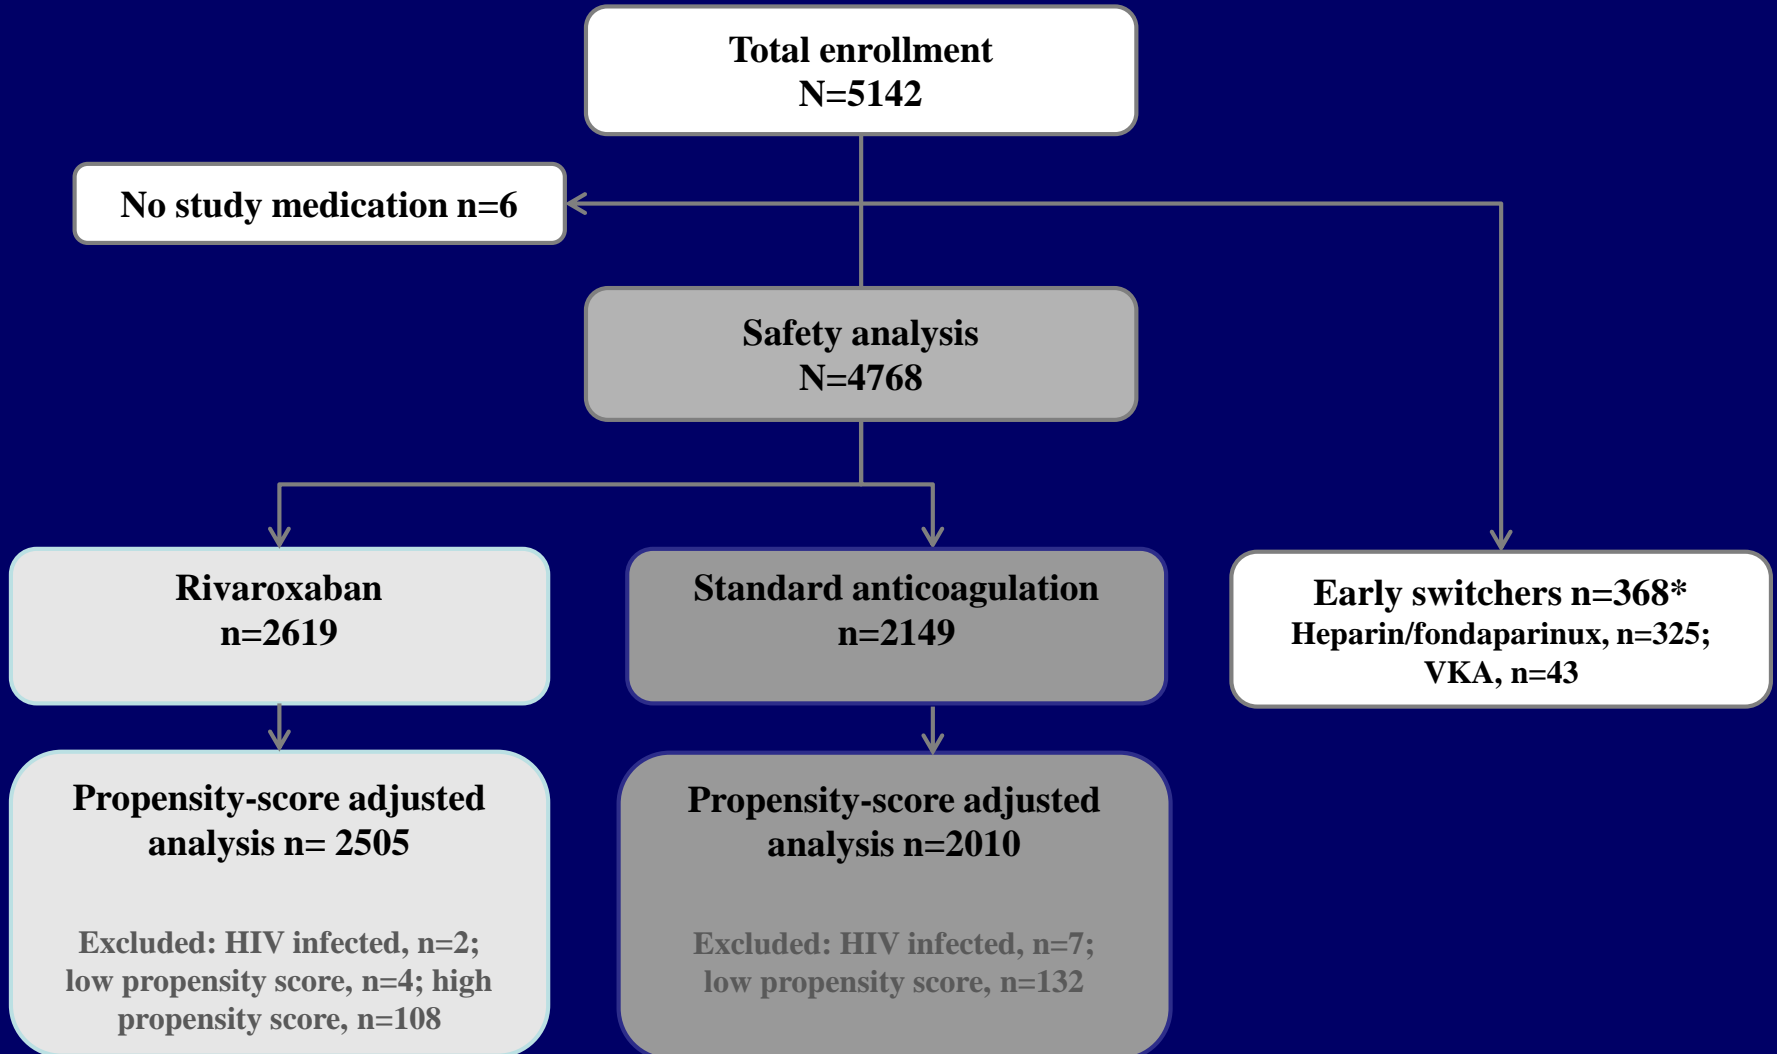 Total enrollment
N=5142
No study medication n=6
Safety analysis
N=4768
Rivaroxaban
n=2619
Standard anticoagulation
n=2149
Early switchers n=368*
Heparin/fondaparinux, n=325;
VKA, n=43
Propensity-score adjusted
analysis n= 2505
Excluded: HIV infected, n=2;
low propensity score, n=4; high
propensity score, n=108
Propensity-score adjusted
analysis n=2010
Excluded: HIV infected, n=7;
low propensity score, n=132